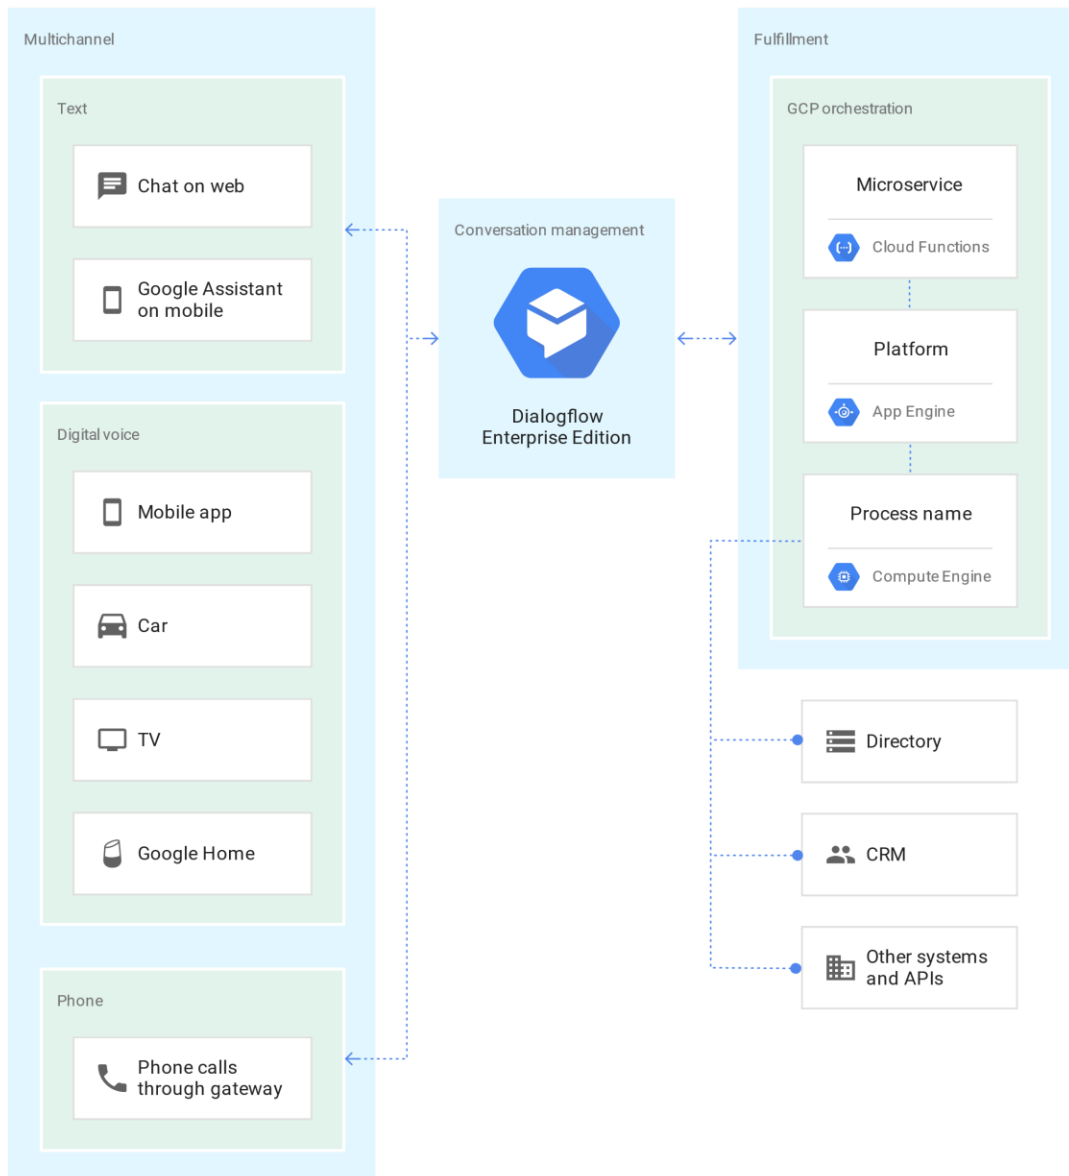 Multichannel
Text
Chat on web
Google Assistant
on mobile
Digital voice
Mobile app
Car
TV
Google Home
Phone
Phone calls
through gateway
Conversation management
Dialogflow
Enterprise Edition
Fulfillment
GCP orchestration
Microservice
Cloud Functions
Platform
App Engine
Process name
Compute Engine
Directory
CRM
Other systems
and APIs